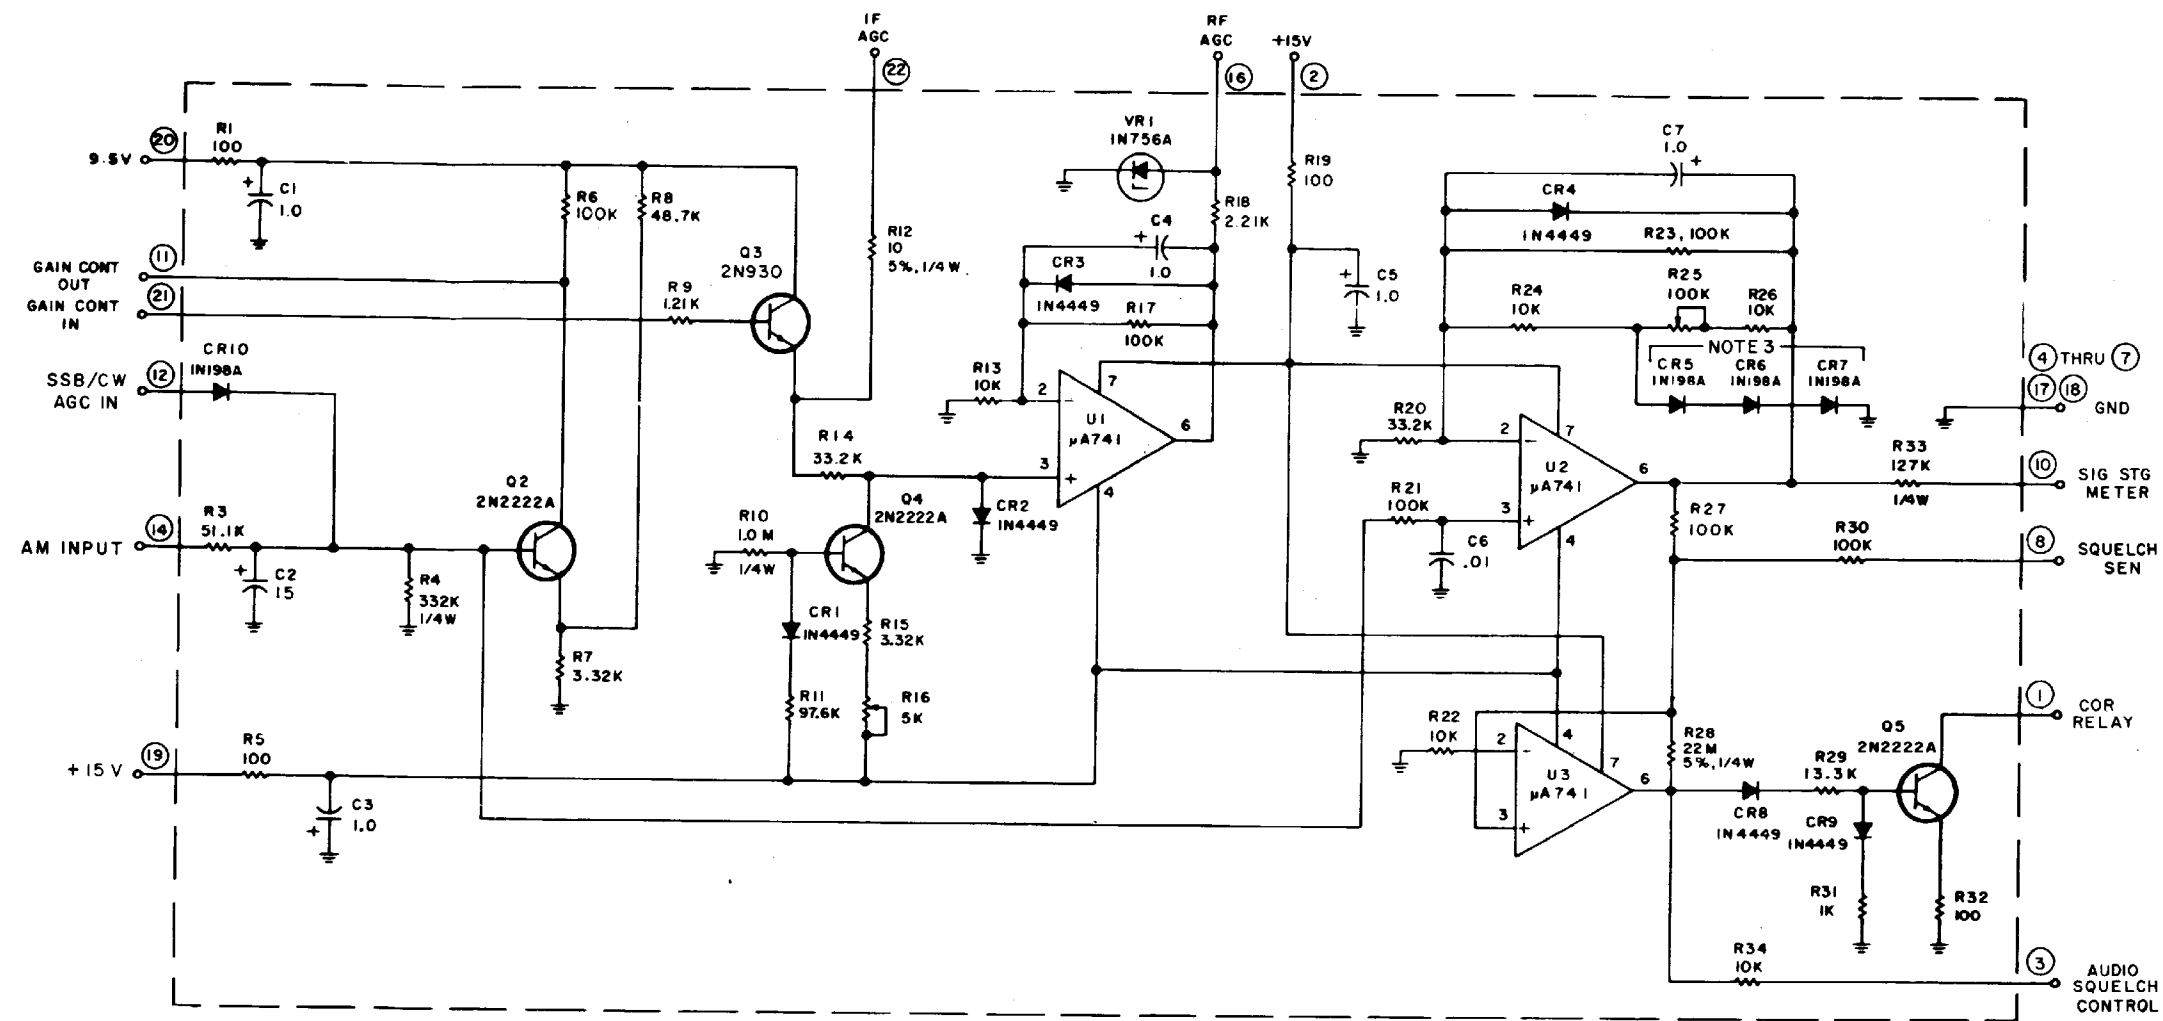 IF
AGC
22
RF
AGC
16
+15V
2
20
9.5V
R1
100
C1
1.0
+
R6
100K
R8
48.7K
R12
10
5%, 1/4 W.
VR1
1N756A
R18
2.21K
R19
100
C7
1.0
+
CR4
1N4449
R23, 100K
R25
100K
R24
10K
R26
10K
NOTE 3
CR5
1N198A
CR6
1N198A
CR7
1N198A
11
GAIN CONT
OUT
21
GAIN CONT
IN
Q3
2N930
R9
1.21K
C4
+
1.0
CR3
1N4449
R17
100K
C5
1.0
+
4 THRU 7
17 18
GND
CR10
1N198A
12
SSB/CW
AGC IN
R13
10K
2
-
7
U1
µA741
6
3
+
4
R14
33.2K
R20
33.2K
2
-
7
U2
µA741
6
3
+
4
R21
100K
C6
.01
R33
127K
1/4W
10
SIG STG
METER
R27
100K
R30
100K
8
SQUELCH
SEN
Q2
2N2222A
R3
51.1K
14
AM INPUT
+
C2
15
R4
332K
1/4W
R7
3.32K
R10
1.0 M
1/4W
Q4
2N2222A
CR2
1N4449
CR1
1N4449
R15
3.32K
R11
97.6K
R16
5K
1
COR
RELAY
R22
10K
2
-
4
7
U3
µA741
6
3
+
R28
22M
5%, 1/4W
Q5
2N2222A
R29
13.3K
CR8
1N4449
CR9
1N4449
R31
1K
R32
100
19
+15V
R5
100
C3
1.0
+
R34
10K
3
AUDIO
SQUELCH
CONTROL